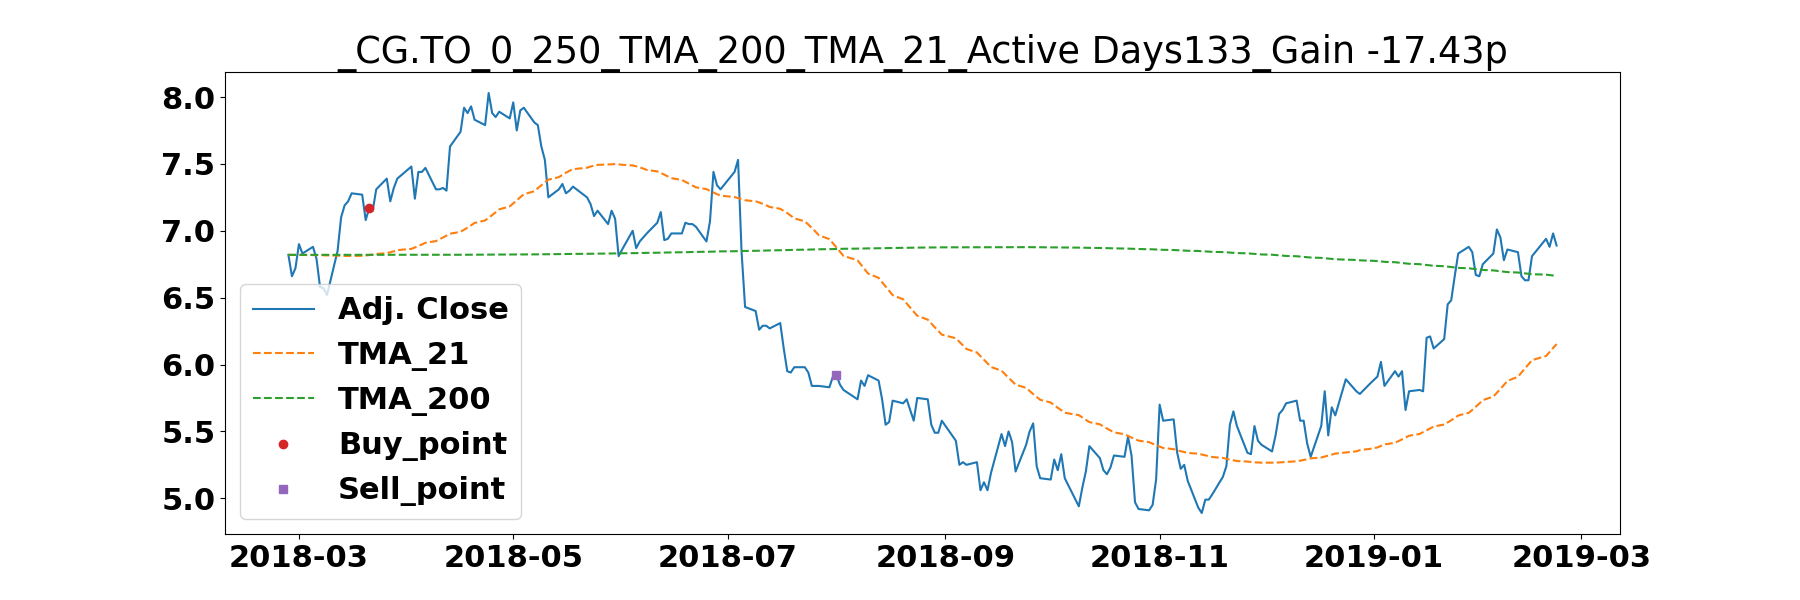 _CG.TO_0_250_TMA_200_TMA_21_Active Days133_Gain -17.43p
8.0
7.5
7.0
6.5
6.0
5.5
5.0
Adj. Close
TMA_21
TMA_200
Buy_point
Sell_point
2018-03 2018-05 2018-07 2018-09 2018-11 2019-01 2019-03